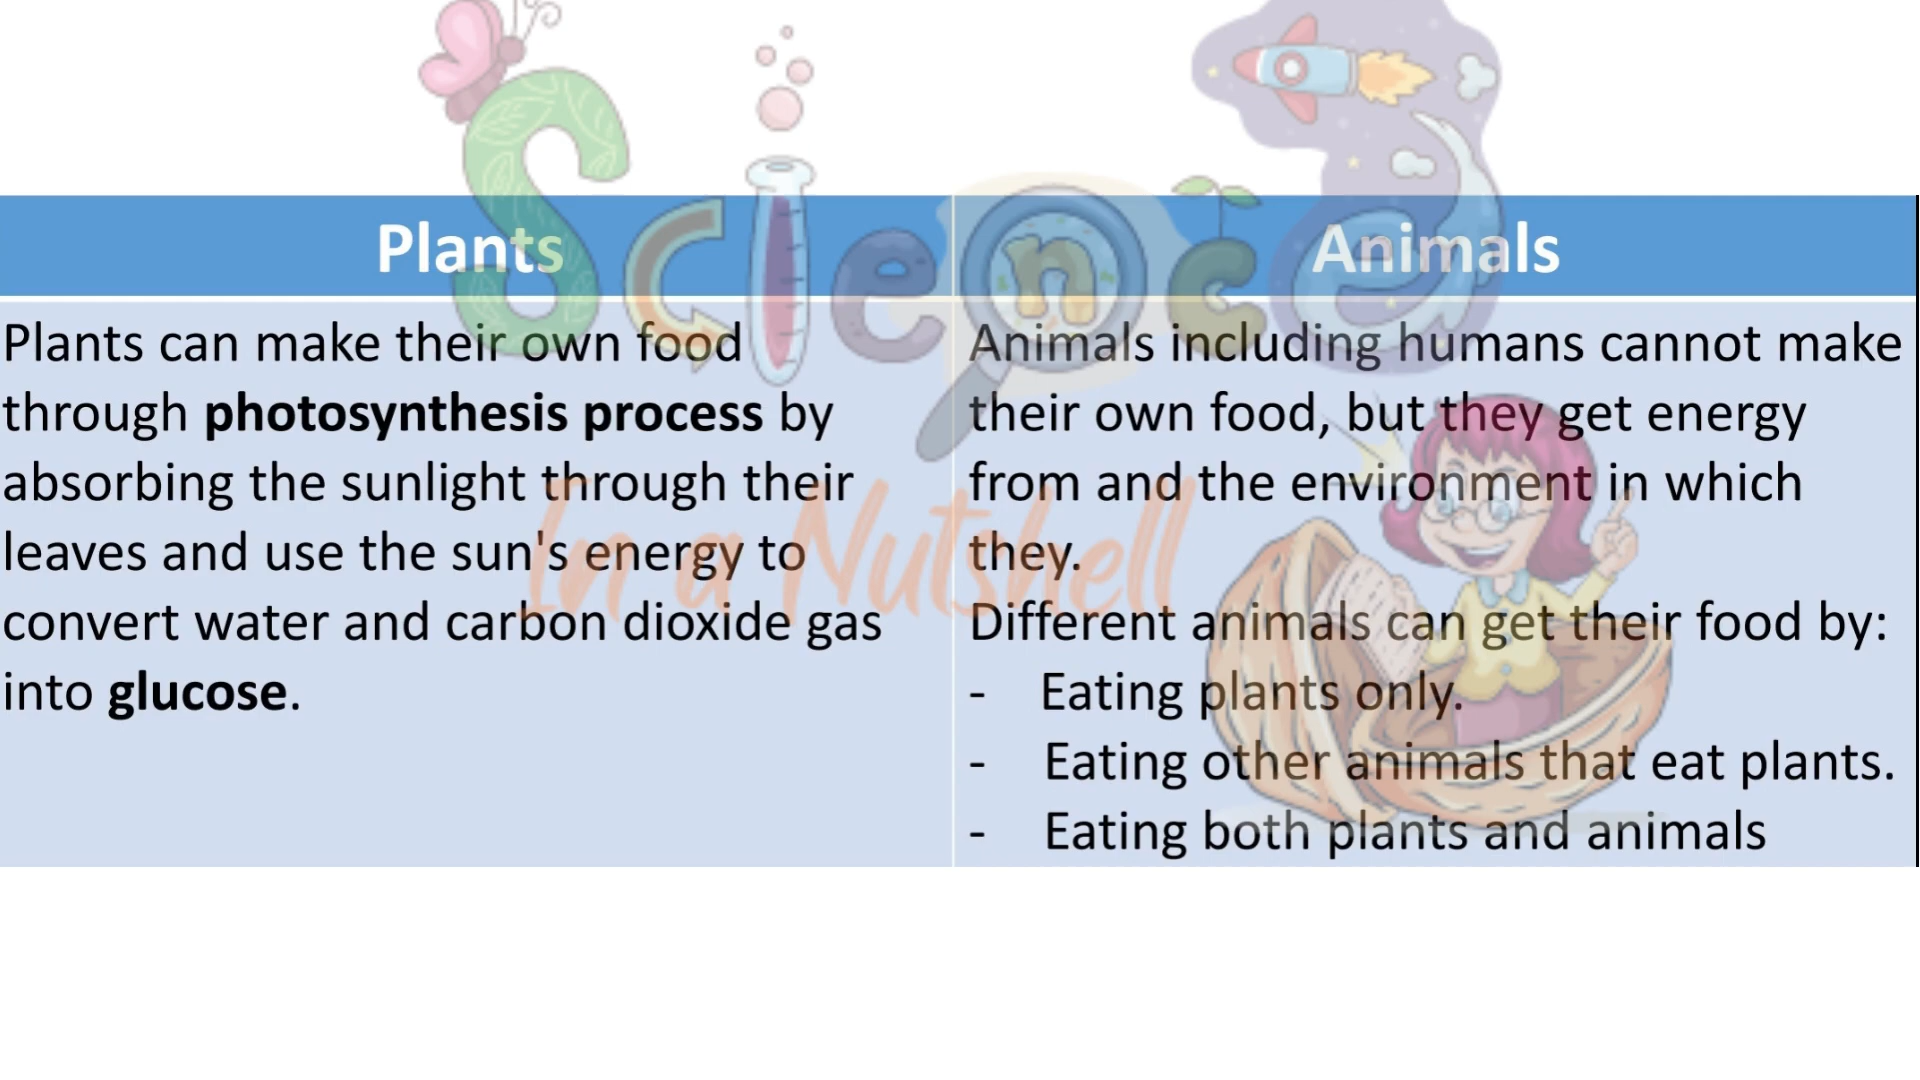 Science
Plants
Animals
Plants can make their own food
through photosynthesis process by
absorbing the sunlight through their
leaves and use the sun's energy to
convert water and carbon dioxide gas
into glucose.
Animals including humans cannot make
their own food, but they get energy
from and the environment in which
they.
Different animals can get their food by:
- Eating plants only.
- Eating other animals that eat plants.
- Eating both plants and animals
In a Nutshell